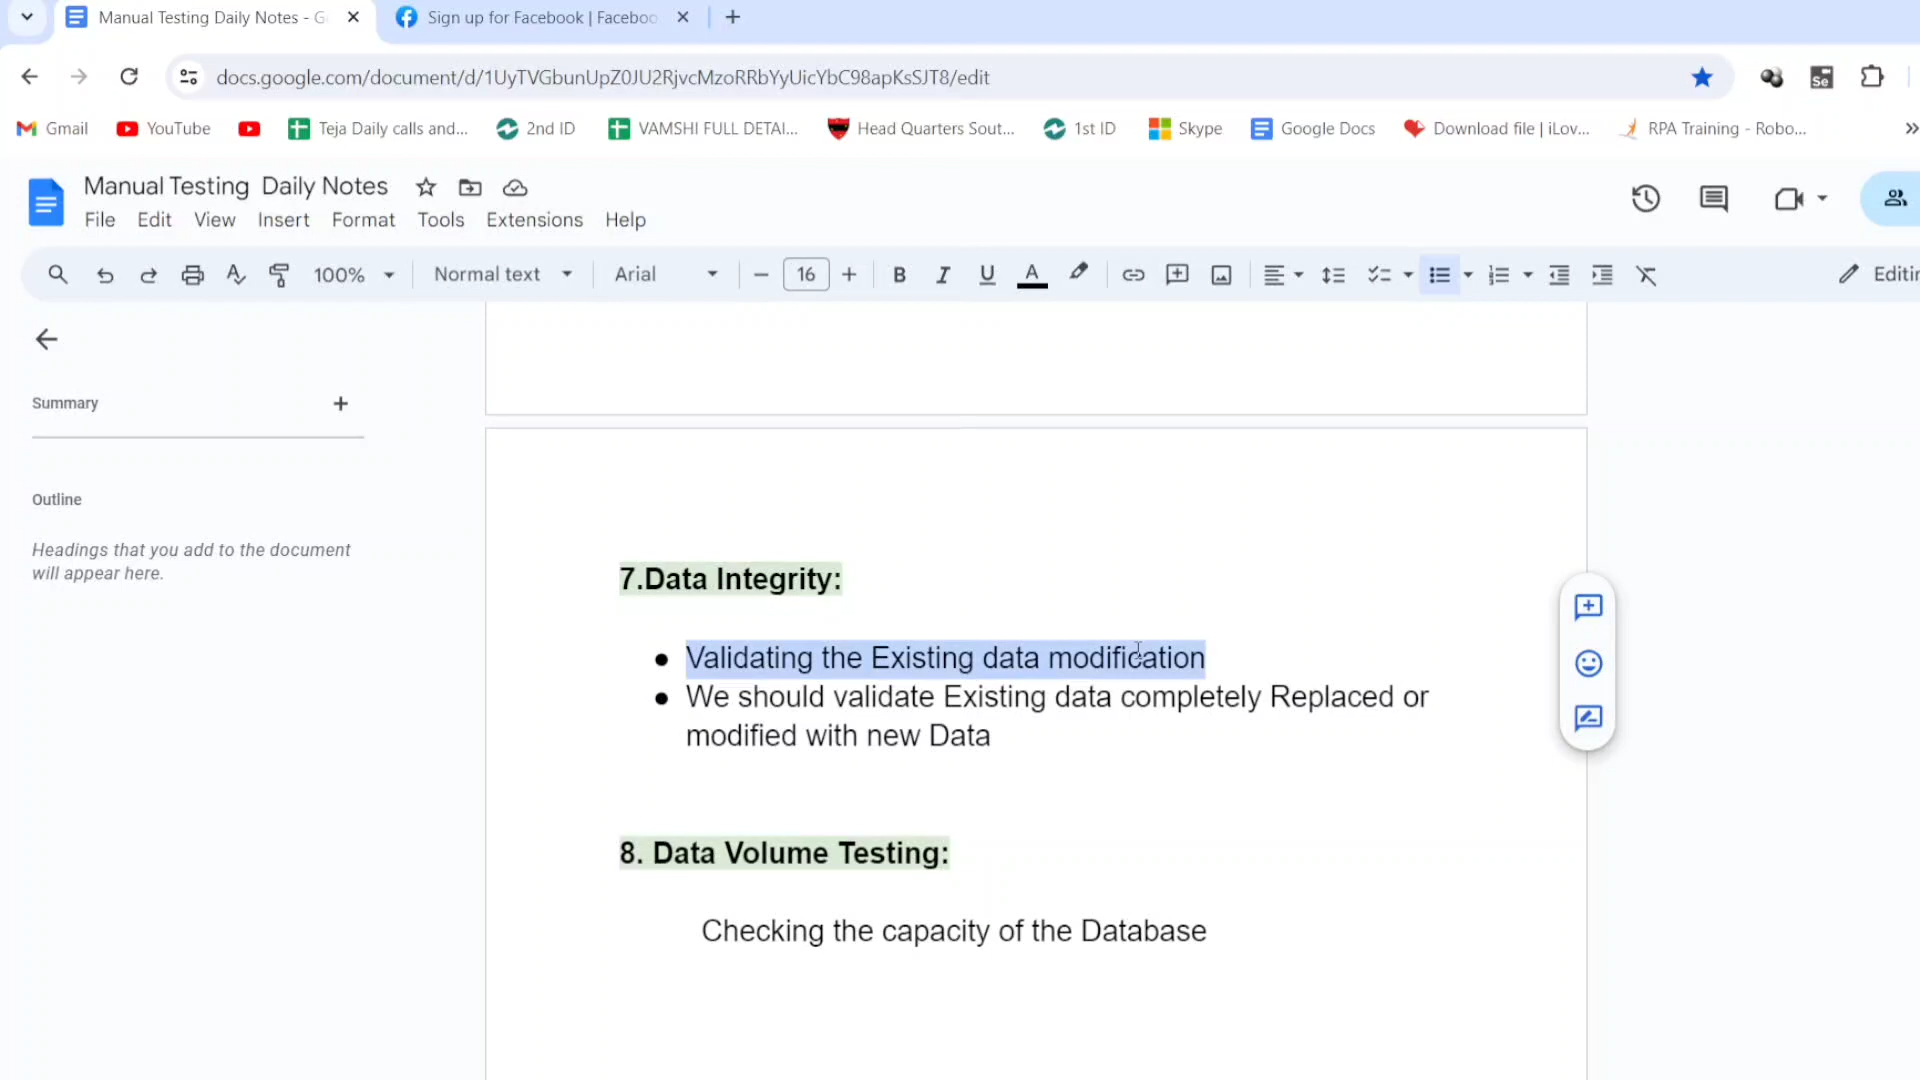 Manual Testing Daily Notes - G
Sign up for Facebook | Faceboo
docs.google.com/document/d/1UyTVGbunUpZ0JU2RjvcMzoRRbYyUicYbC98apKsSJT8/edit
Se
Gmail
YouTube
Teja Daily calls and...
2nd ID
VAMSHI FULL DETAI...
Head Quarters Sout...
1st ID
Skype
Google Docs
Download file | iLov...
RPA Training - Robo...
Manual Testing Daily Notes
File Edit View Insert Format Tools Extensions Help
100% Normal text Arial 16 B I U A Editin
Summary
Outline
Headings that you add to the document
will appear here.
7.Data Integrity:
● Validating the Existing data modification
● We should validate Existing data completely Replaced or
modified with new Data
8. Data Volume Testing:
Checking the capacity of the Database